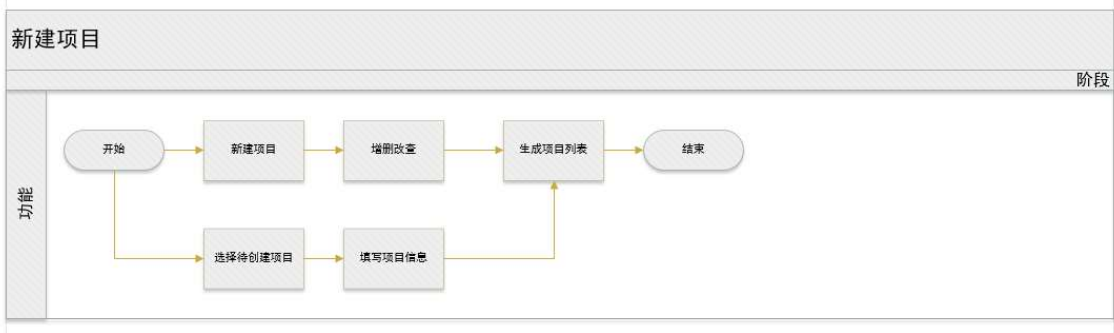 新建项目
阶段
功能
开始
新建项目
增删改查
生成项目列表
结束
选择待创建项目
填写项目信息